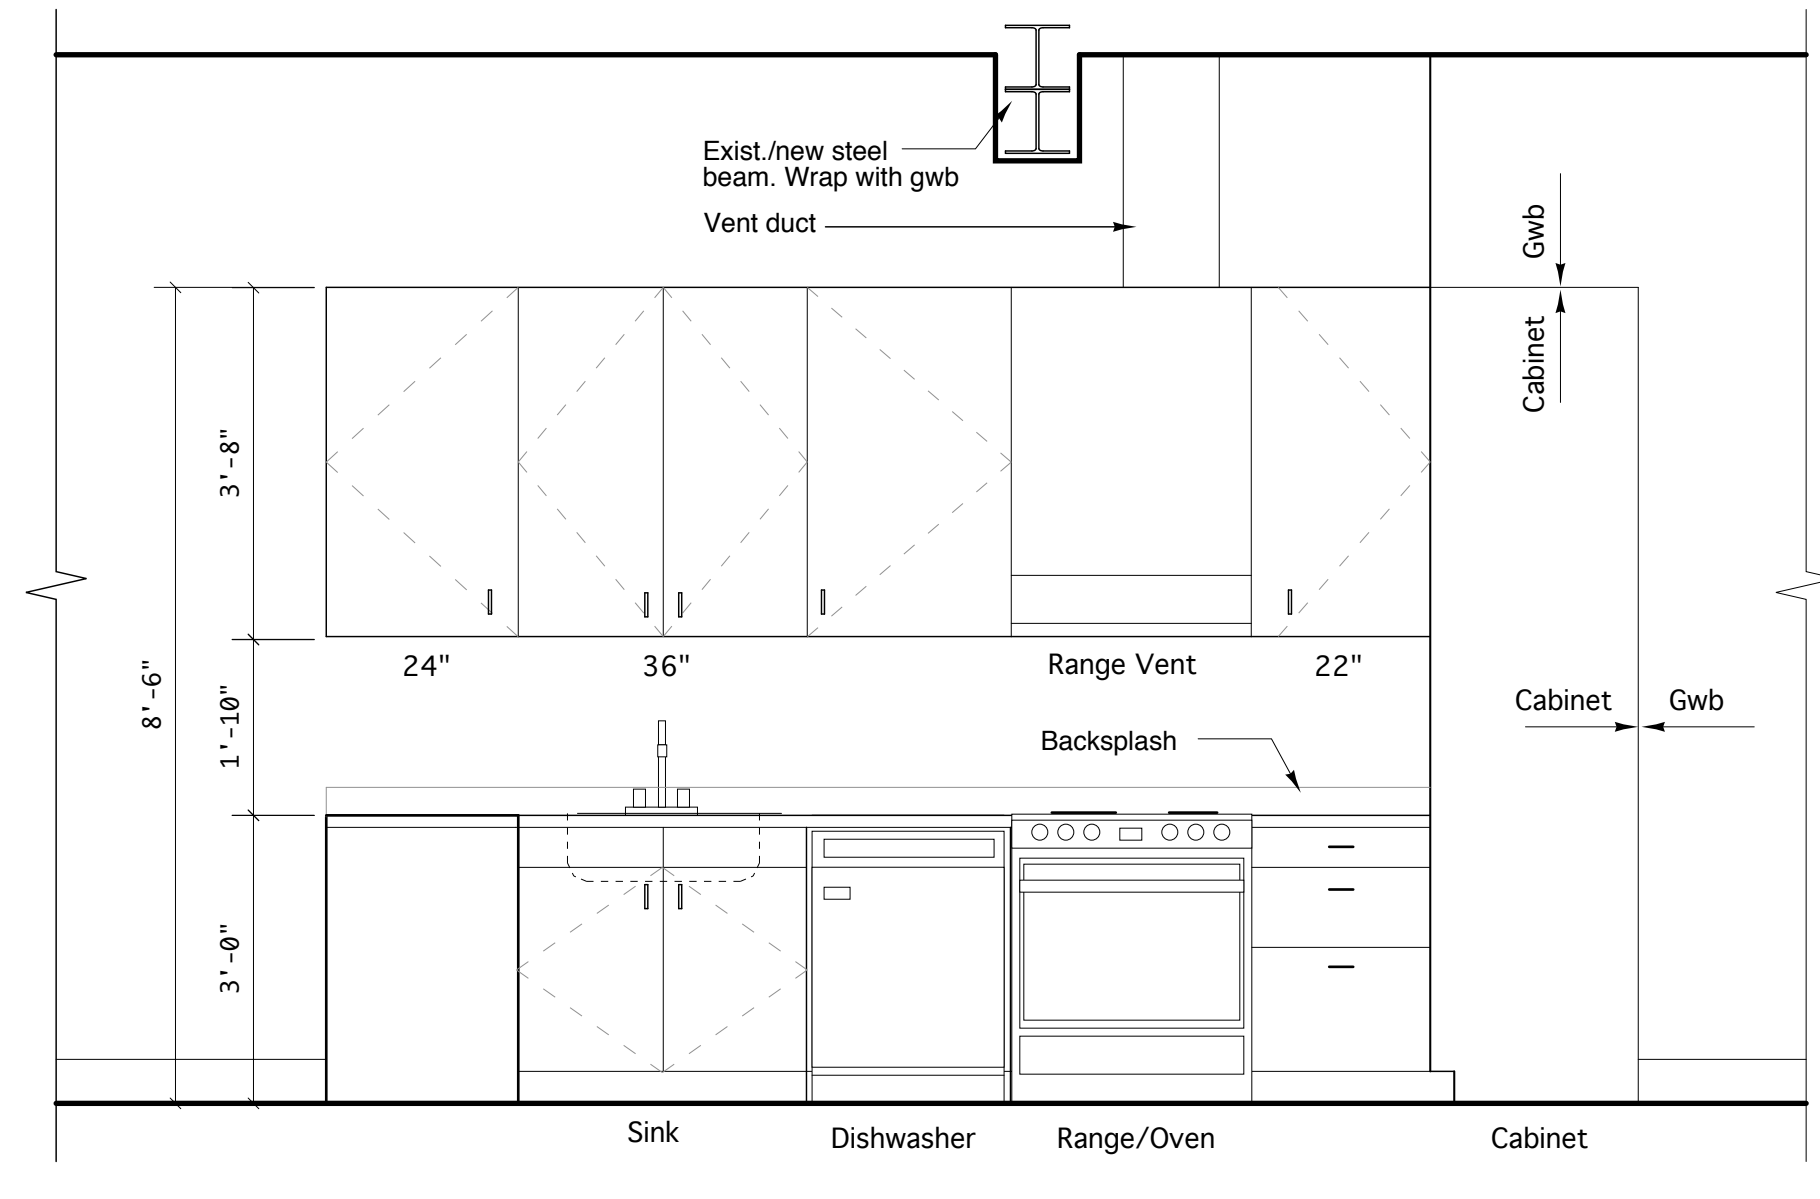 Exist./new steel
beam. Wrap with gwb
Vent duct
Gwb
Cabinet
3'-8"
8'-6"
1'-10"
3'-0"
24"
36"
Range Vent
22"
Cabinet
Gwb
Backsplash
Sink
Dishwasher
Range/Oven
Cabinet